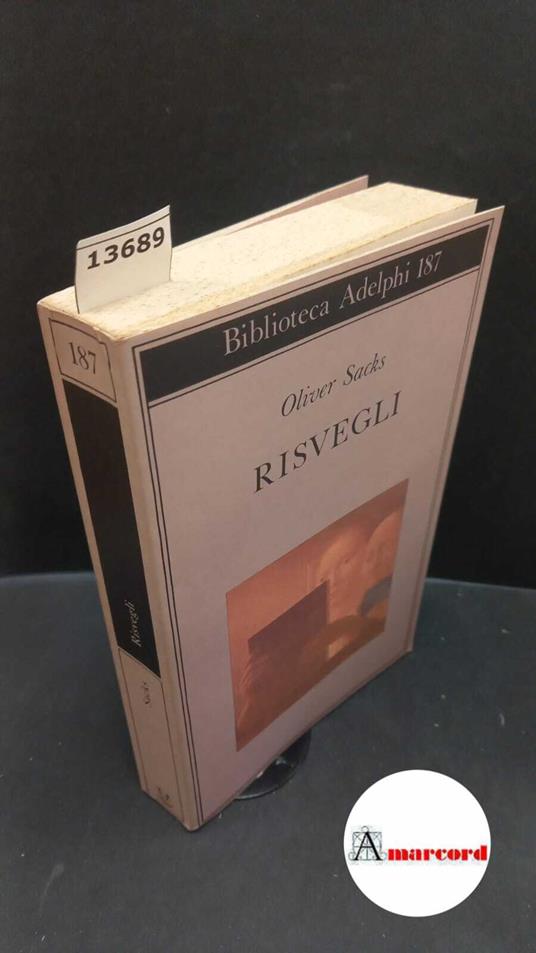 13689
187
Risvegli
Sacks
Biblioteca Adelphi 187
Oliver Sacks
RISVEGLI
Amarcord